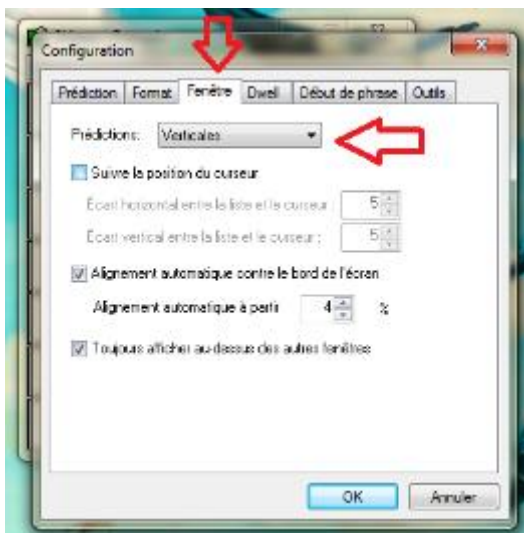 Configuration
Prédiction Format Fenêtre Dwell Début de phrase Outils
Prédictions: Verticales
Suivre la position du curseur
Écart horizontal entre la liste et le curseur : 5
Écart vertical entre la liste et le curseur : 5
Alignement automatique contre le bord de l'écran
Alignement automatique à partir 4 %
Toujours afficher au-dessus des autres fenêtres
OK Annuler